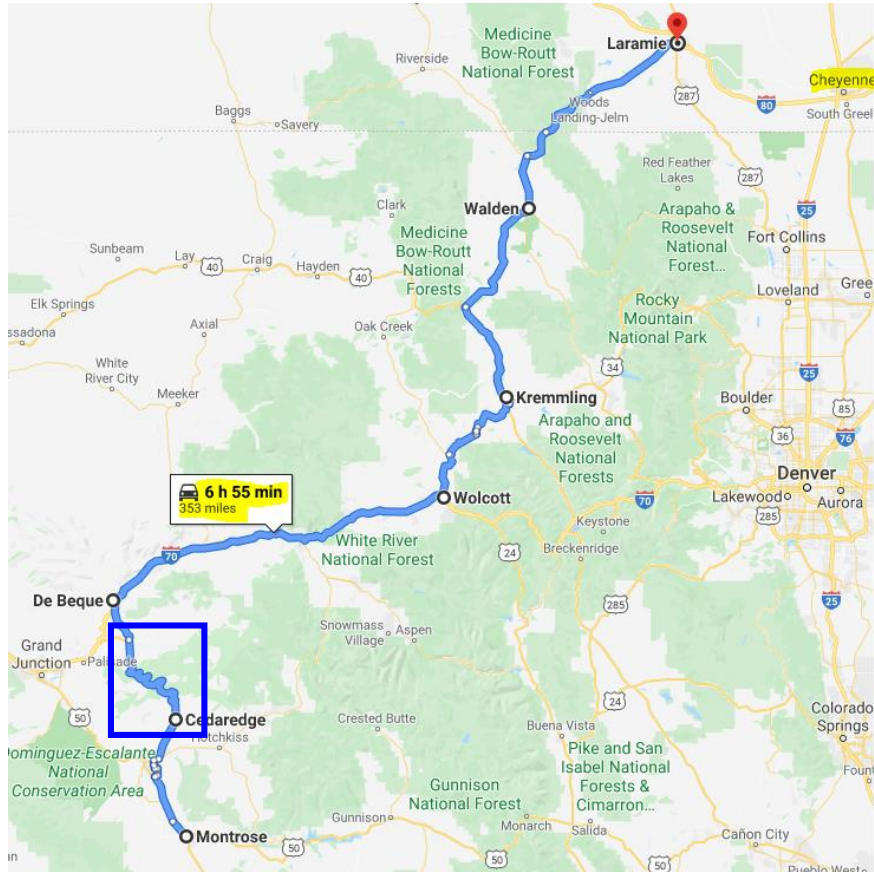 Medicine
Bow-Routt
National Forest
Laramie
Riverside
Cheyenne
287
80
Woods
Landing-Jelm
South Greel
Baggs
Savery
Red Feather
Lakes
287
Walden
Clark
Arapaho &
Roosevelt
National
Forest...
25
Fort Collins
Medicine
Bow-Routt
National
Forests
Sunbeam
Lay
40
Craig
Hayden
40
Loveland
Gree
Elk Springs
ssadona
Axial
Oak Creek
Rocky
Mountain
National Park
White
River City
Meeker
34
25
Kremmling
Boulder
85
Arapaho and
Roosevelt
National
Forests
36
76
6 h 55 min
353 miles
Wolcott
70
Denver
Lakewood
Aurora
285
Keystone
Breckenridge
70
White River
National Forest
24
De Beque
285
25
Snowmass
Village
Aspen
Grand
Junction
Palisade
24
50
Cedaredge
Hotchkiss
Crested Butte
Buena Vista
Colorado
Springs
Dominguez-Escalante
National
Conservation Area
Pike and San
Isabel National
Forests &
Cimarron...
Fount
Gunnison
National Forest
Montrose
Gunnison
50
Monarch
Salida
Cañon City
50
50
Pueblo West